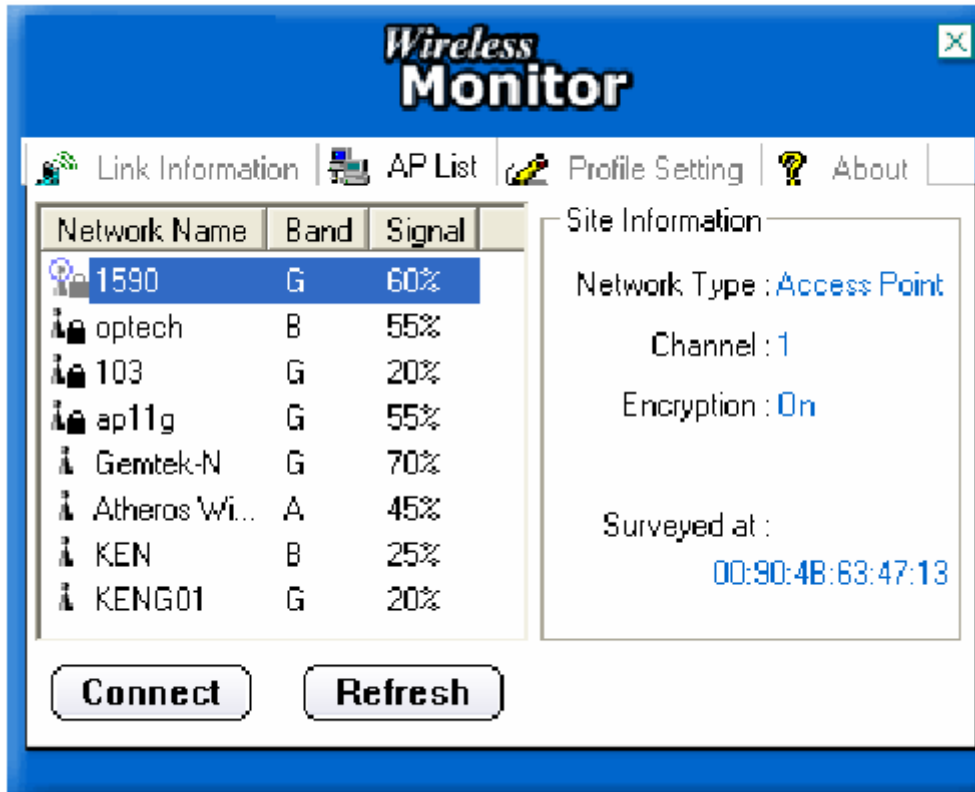 Wireless
Monitor
Link Information AP List Profile Setting About
Network Name Band Signal
1590 G 60%
optech B 55%
103 G 20%
ap11g G 55%
Gemtek-N G 70%
Atheros Wi... A 45%
KEN B 25%
KENG01 G 20%
Site Information
Network Type : Access Point
Channel : 1
Encryption : On
Surveyed at :
00:90:4B:63:47:13
Connect Refresh